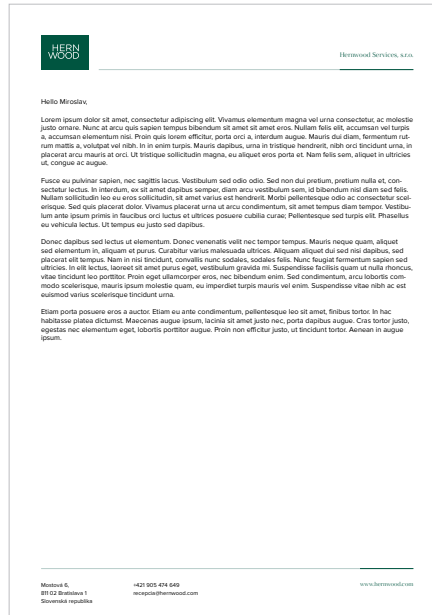 HERN
WOOD
Hernwood Services, s.r.o.
Hello Miroslav,
Lorem ipsum dolor sit amet, consectetur adipiscing elit. Vivamus elementum magna vel urna consectetur, ac molestie
justo ornare. Nunc at arcu quis sapien tempus bibendum sit amet sit amet eros. Nullam felis elit, accumsan vel turpis
a, accumsan elementum nisi. Proin quis lorem efficitur, porta orci a, interdum augue. Mauris dui diam, fermentum rut-
rum mattis a, volutpat vel nibh. In in enim turpis. Mauris dapibus, urna in tristique hendrerit, nibh orci tincidunt urna, in
placerat arcu mauris at orci. Ut tristique sollicitudin magna, eu aliquet eros porta et. Nam felis sem, aliquet in ultricies
ut, congue ac augue.
Fusce eu pulvinar sapien, nec sagittis lacus. Vestibulum sed odio odio. Sed non dui pretium, pretium nulla et, con-
sectetur lectus. In interdum, ex sit amet dapibus semper, diam arcu vestibulum sem, id bibendum nisl diam sed felis.
Nullam sollicitudin leo eu eros sollicitudin, sit amet varius est hendrerit. Morbi pellentesque odio ac consectetur scel-
erisque. Sed quis placerat dolor. Vivamus placerat urna ut arcu condimentum, sit amet tempus diam tempor. Vestibu-
lum ante ipsum primis in faucibus orci luctus et ultrices posuere cubilia curae; Pellentesque sed turpis elit. Phasellus
eu vehicula lectus. Ut tempus eu justo sed dapibus.
Donec dapibus sed lectus ut elementum. Donec venenatis velit nec tempor tempus. Mauris neque quam, aliquet
sed elementum in, aliquam et purus. Curabitur varius malesuada ultrices. Aliquam aliquet dui sed nisi dapibus, sed
placerat elit tempus. Nam in nisi tincidunt, convallis nunc sodales, sodales felis. Nunc feugiat fermentum sapien sed
ultricies. In elit lectus, laoreet sit amet purus eget, vestibulum gravida mi. Suspendisse facilisis quam ut nulla rhoncus,
vitae tincidunt leo porttitor. Proin eget ullamcorper eros, nec bibendum enim. Sed condimentum, arcu lobortis com-
modo scelerisque, mauris ipsum molestie quam, eu imperdiet turpis mauris vel enim. Suspendisse vitae nibh ac est
euismod varius scelerisque tincidunt urna.
Etiam porta posuere eros a auctor. Etiam eu ante condimentum, pellentesque leo sit amet, finibus tortor. In hac
habitasse platea dictumst. Maecenas augue ipsum, lacinia sit amet justo nec, porta dapibus augue. Cras tortor justo,
egestas nec elementum eget, lobortis porttitor augue. Proin non efficitur justo, ut tincidunt tortor. Aenean in augue
ipsum.
Mostová 6,
811 02 Bratislava 1
Slovenská republika
+421 905 474 649
recepcia@hernwood.com
www.hernwood.com